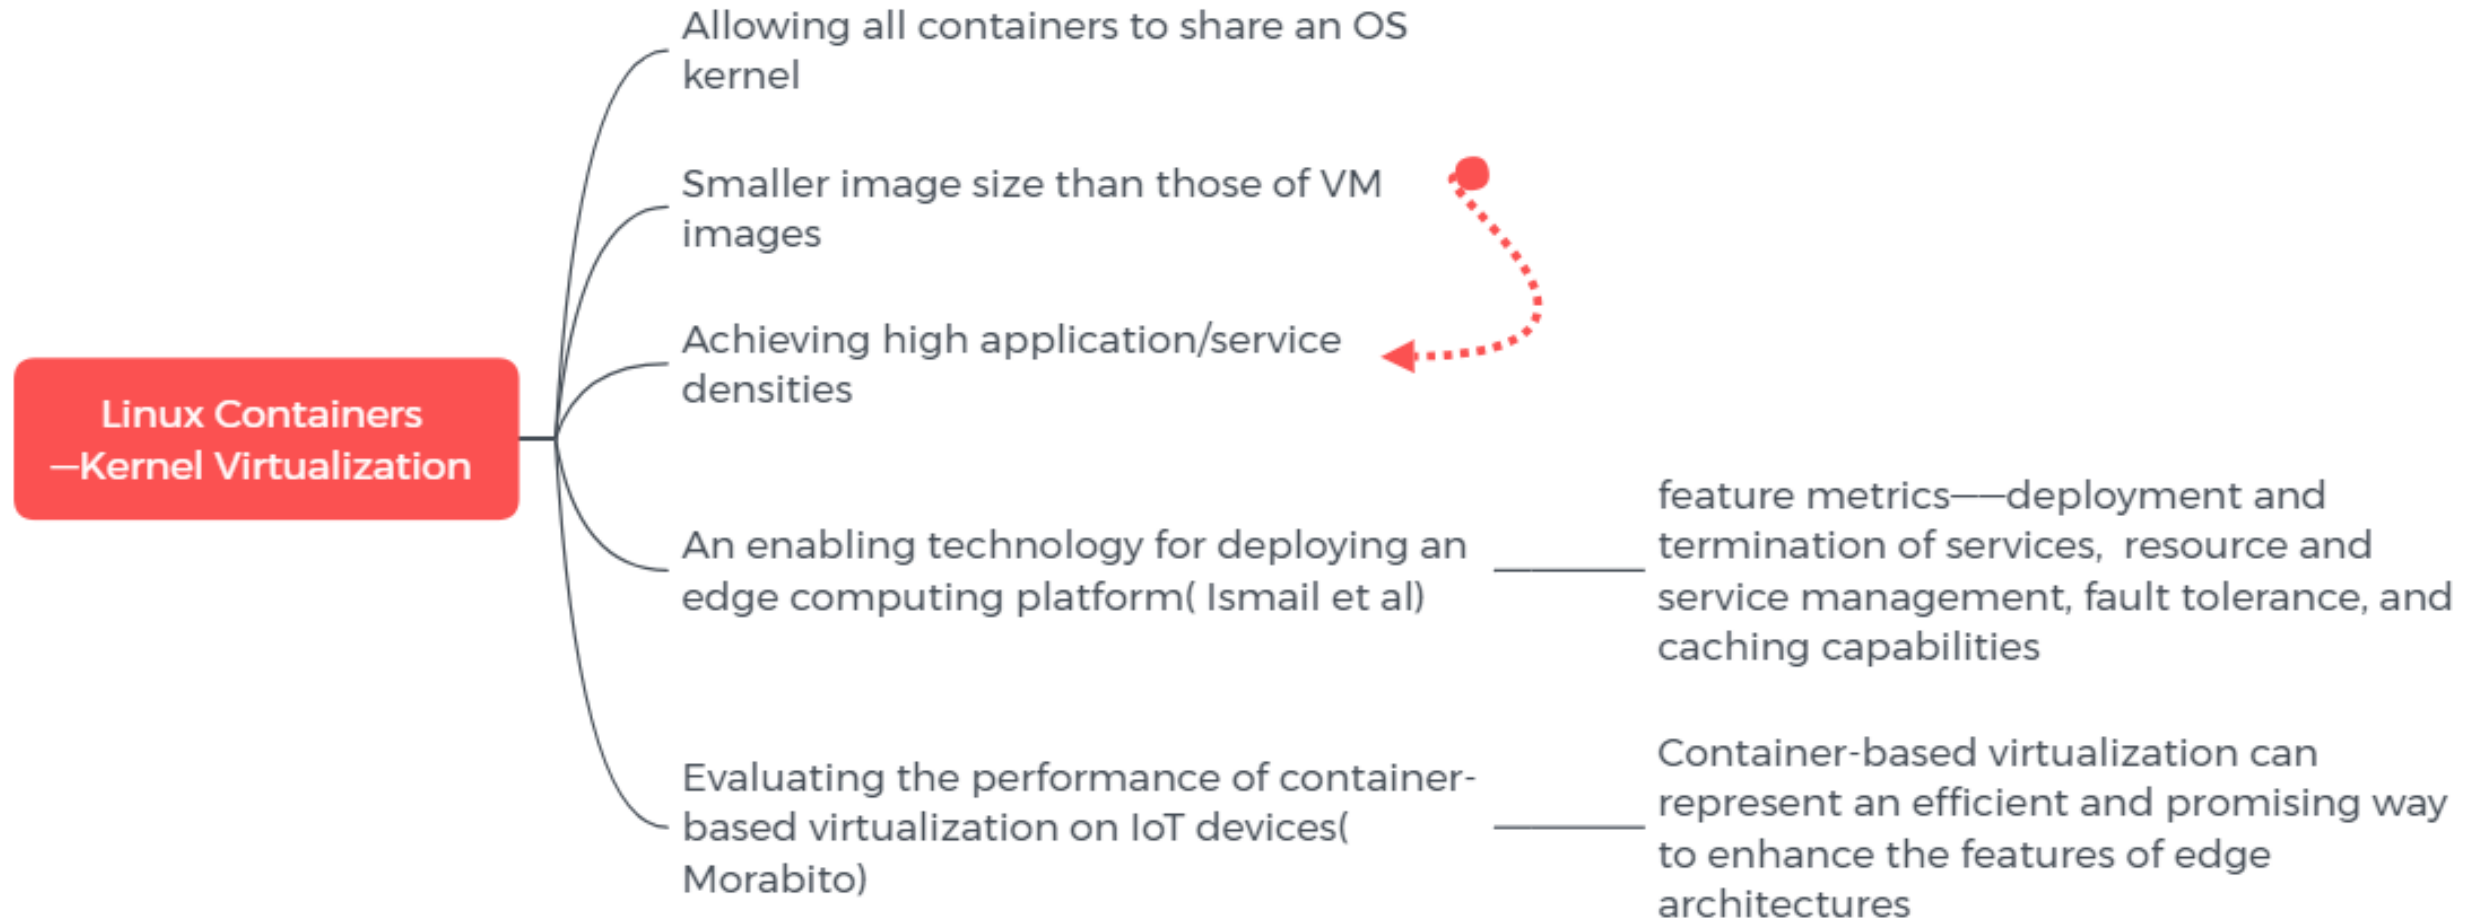 Allowing all containers to share an OS
kernel
Smaller image size than those of VM
images
Achieving high application/service
densities
Linux Containers
—Kernel Virtualization
An enabling technology for deploying an
edge computing platform( Ismail et al)
feature metrics——deployment and
termination of services,  resource and
service management, fault tolerance, and
caching capabilities
Evaluating the performance of container-
based virtualization on IoT devices(
Morabito)
Container-based virtualization can
represent an efficient and promising way
to enhance the features of edge
architectures